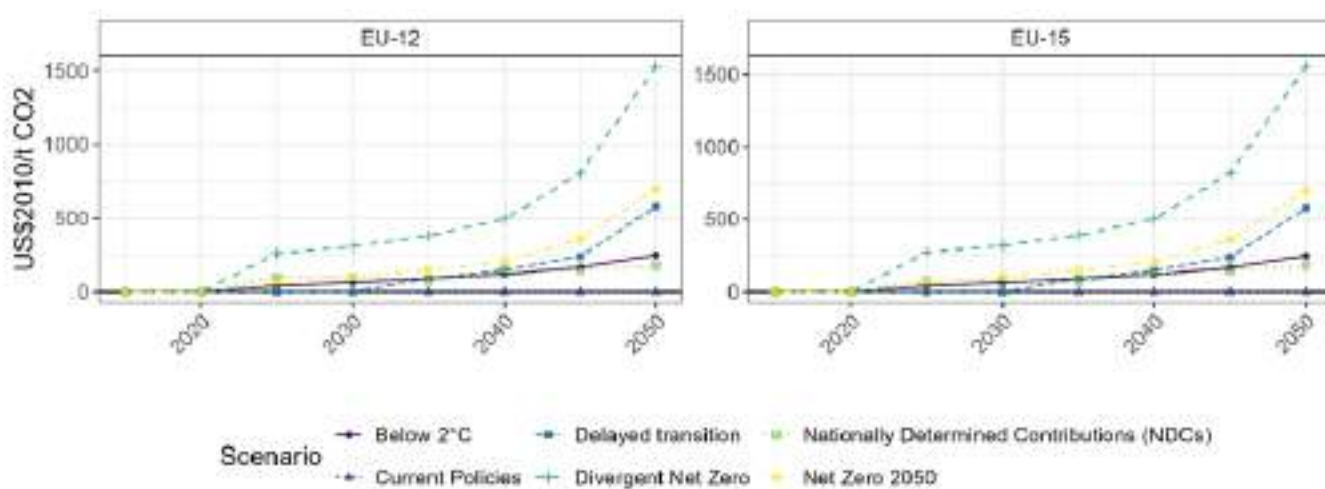 EU-12
EU-15
US$2010/t CO2
1500
1000
500
0
1500
1000
500
0
2020
2030
2040
2050
2020
2030
2040
2050
Scenario
Below 2°C
Delayed transition
Nationally Determined Contributions (NDCs)
Current Policies
Divergent Net Zero
Net Zero 2050